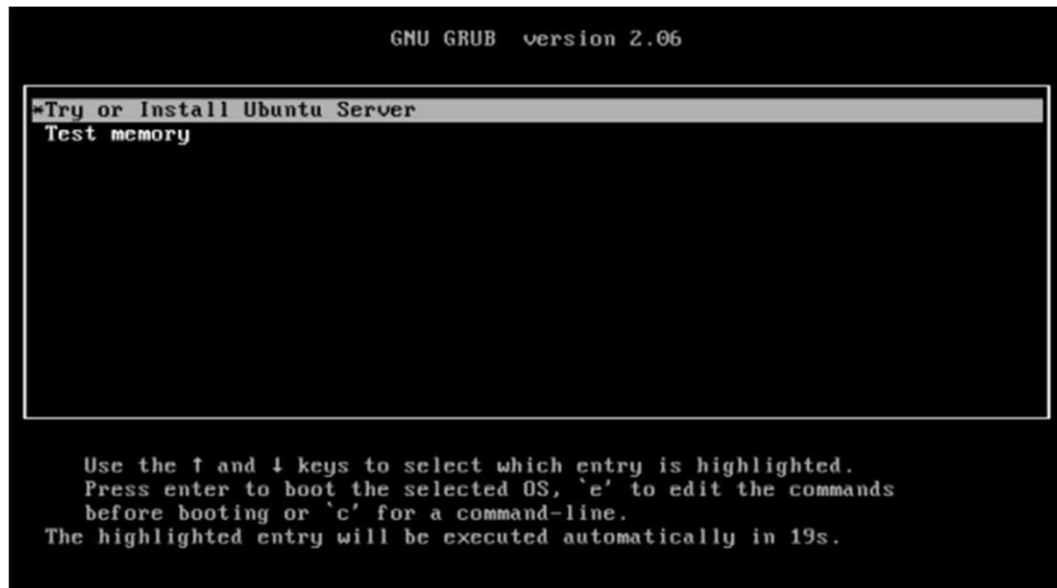 GNU GRUB  version 2.06
*Try or Install Ubuntu Server
Test memory
Use the ↑ and ↓ keys to select which entry is highlighted.
Press enter to boot the selected OS, `e' to edit the commands
before booting or `c' for a command-line.
The highlighted entry will be executed automatically in 19s.